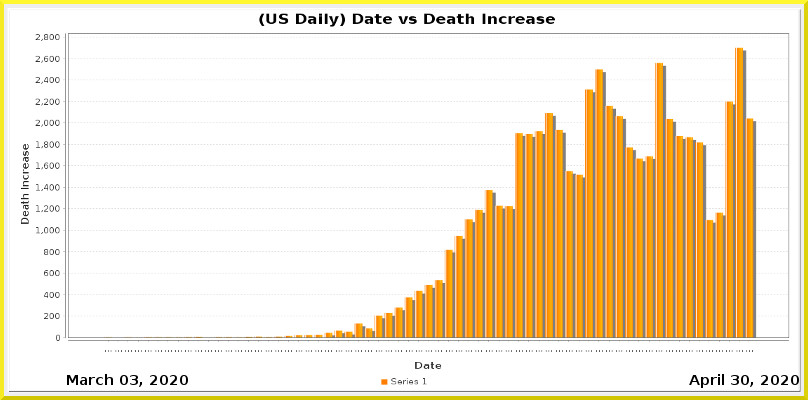 (US Daily) Date vs Death Increase
2,800
2,600
2,400
2,200
2,000
1,800
1,600
1,400
1,200
1,000
800
600
400
200
0
Death Increase
Date
March 03, 2020
Series 1
April 30, 2020